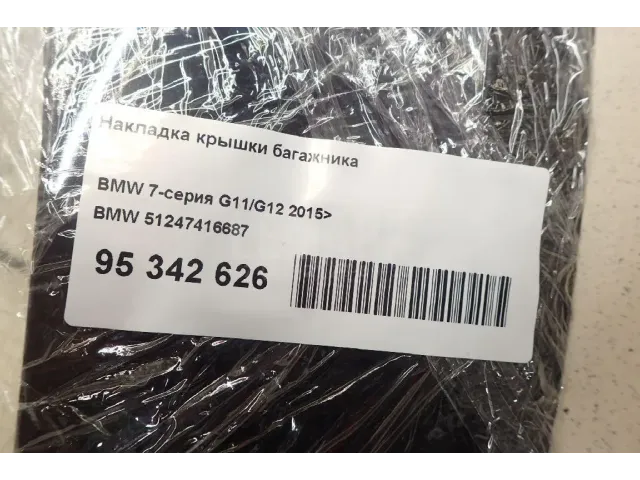 Накладка крышки багажника
BMW 7-серия G11/G12 2015>
BMW 51247416687
95 342 626